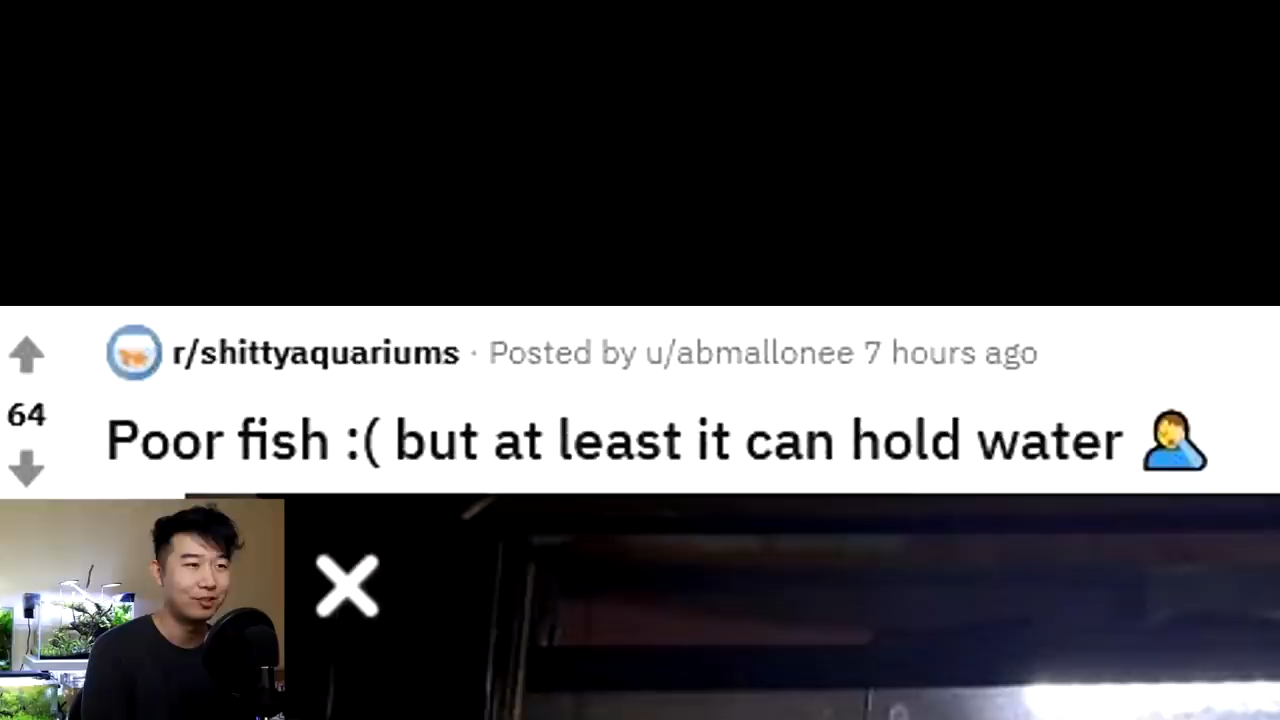 r/shittyaquariums · Posted by u/abmallonee 7 hours ago
64
Poor fish :( but at least it can hold water 🤦